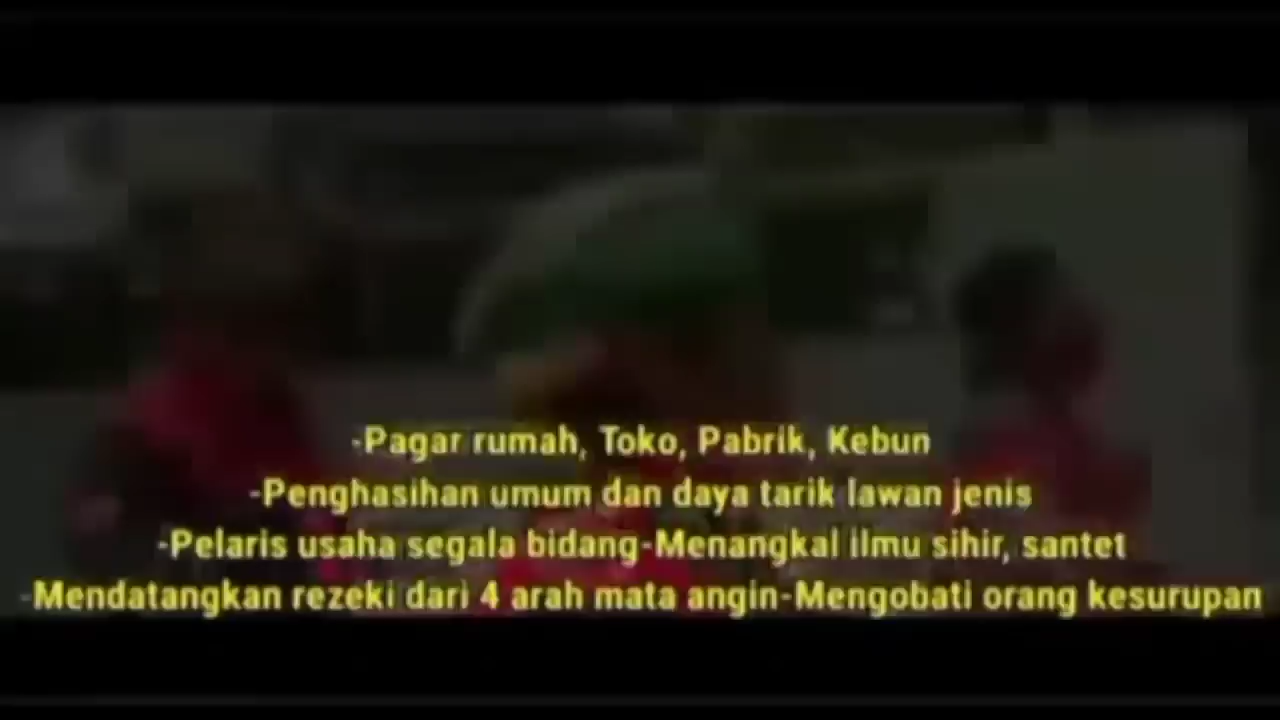 -Pagar rumah, Toko, Pabrik, Kebun
-Penghasihan umum dan daya tarik lawan jenis
-Pelaris usaha segala bidang-Menangkal ilmu sihir, santet
-Mendatangkan rezeki dari 4 arah mata angin-Mengobati orang kesurupan